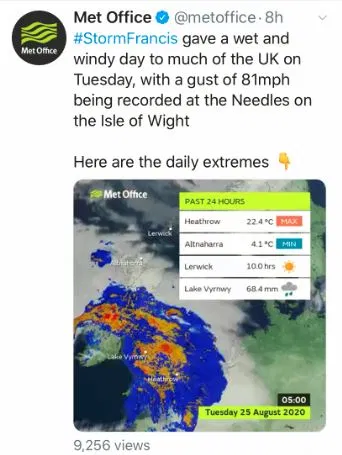 Met Office @metoffice · 8h
Met Office
#StormFrancis gave a wet and
windy day to much of the UK on
Tuesday, with a gust of 81mph
being recorded at the Needles on
the Isle of Wight
Here are the daily extremes 👇
Met Office
PAST 24 HOURS
Heathrow 22.4 °C MAX
Altnaharra 4.1 °C MIN
Lerwick 10.0 hrs
Lake Vyrnwy 68.4 mm
Lerwick
Altnaharra
Lake Vyrnwy
Heathrow
05:00
Tuesday 25 August 2020
9,256 views